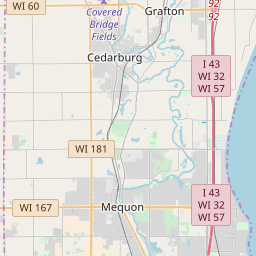 92
92
Grafton
WI 60
Covered
Bridge
Fields
Cedarburg
I 43
WI 32
WI 57
WI 181
I 43
WI 32
WI 57
WI 167
Mequon